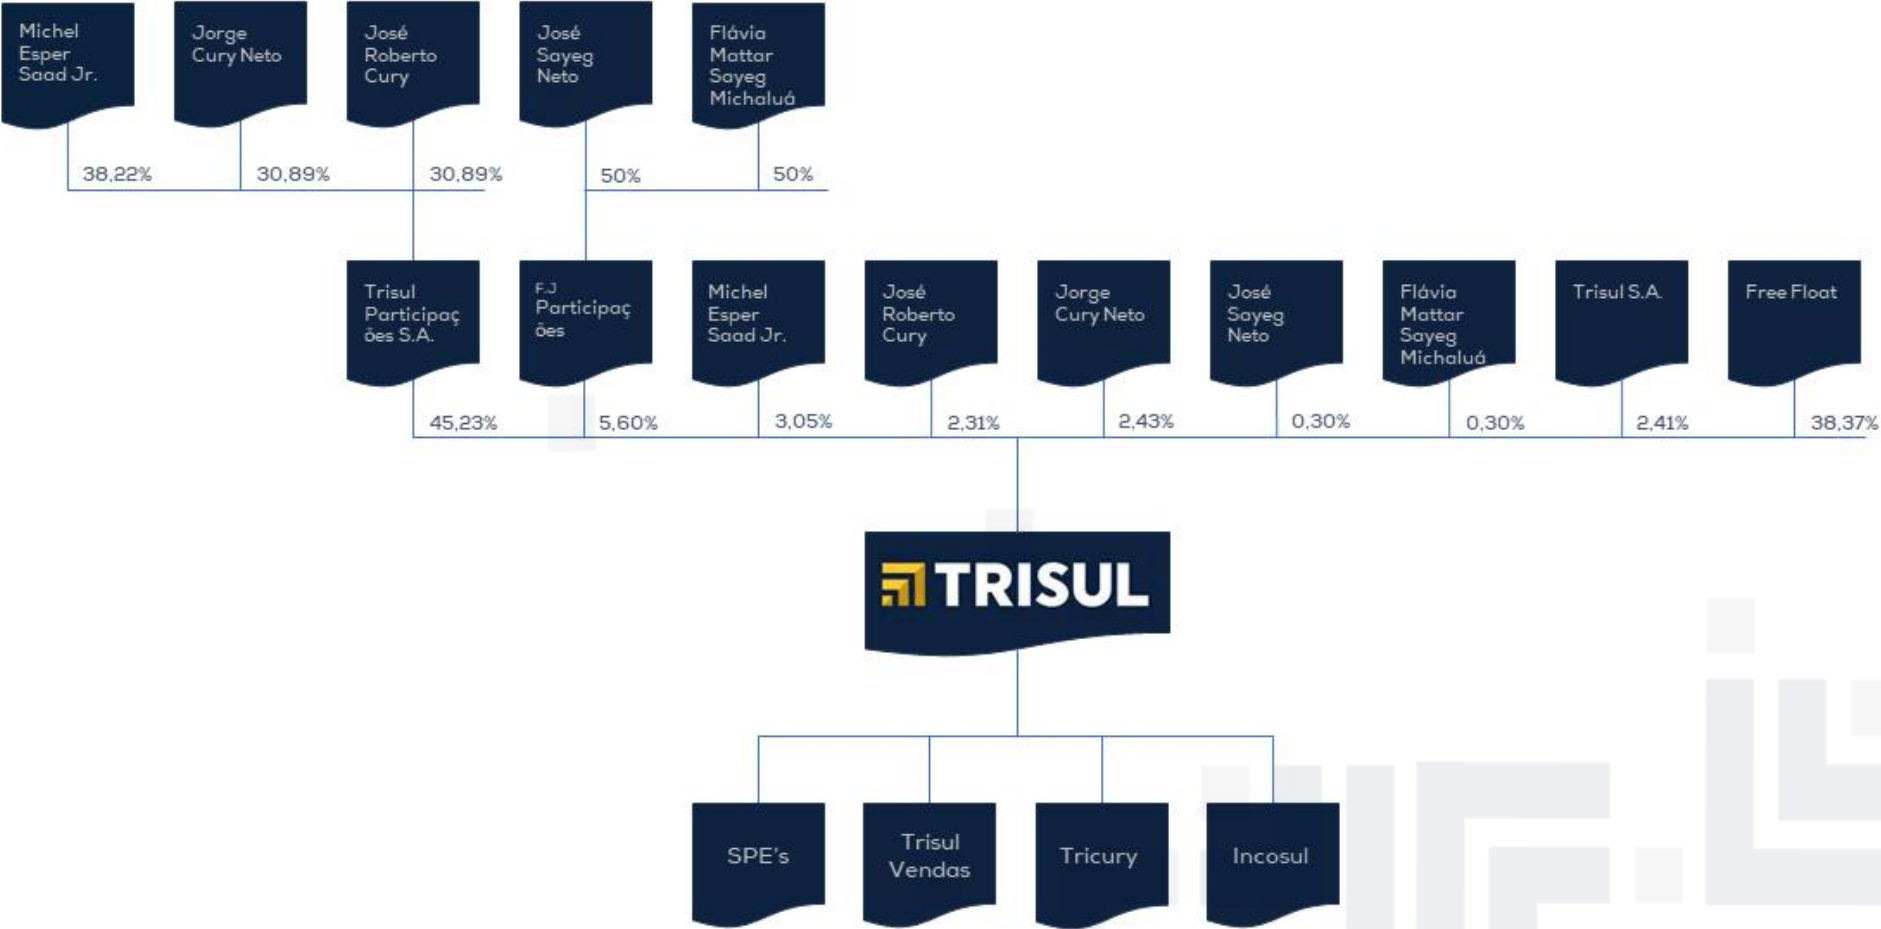 Michel
Esper
Saad Jr.
Jorge
Cury Neto
José
Roberto
Cury
José
Sayeg
Neto
Flávia
Mattar
Sayeg
Michaluá
38,22%
30,89%
30,89%
50%
50%
Trisul
Participaç
ões S.A.
F.J
Participaç
ões
Michel
Esper
Saad Jr.
José
Roberto
Cury
Jorge
Cury Neto
José
Sayeg
Neto
Flávia
Mattar
Sayeg
Michaluá
Trisul S.A.
Free Float
45,23%
5,60%
3,05%
2,31%
2,43%
0,30%
0,30%
2,41%
38,37%
TRISUL
SPE's
Trisul
Vendas
Tricury
Incosul